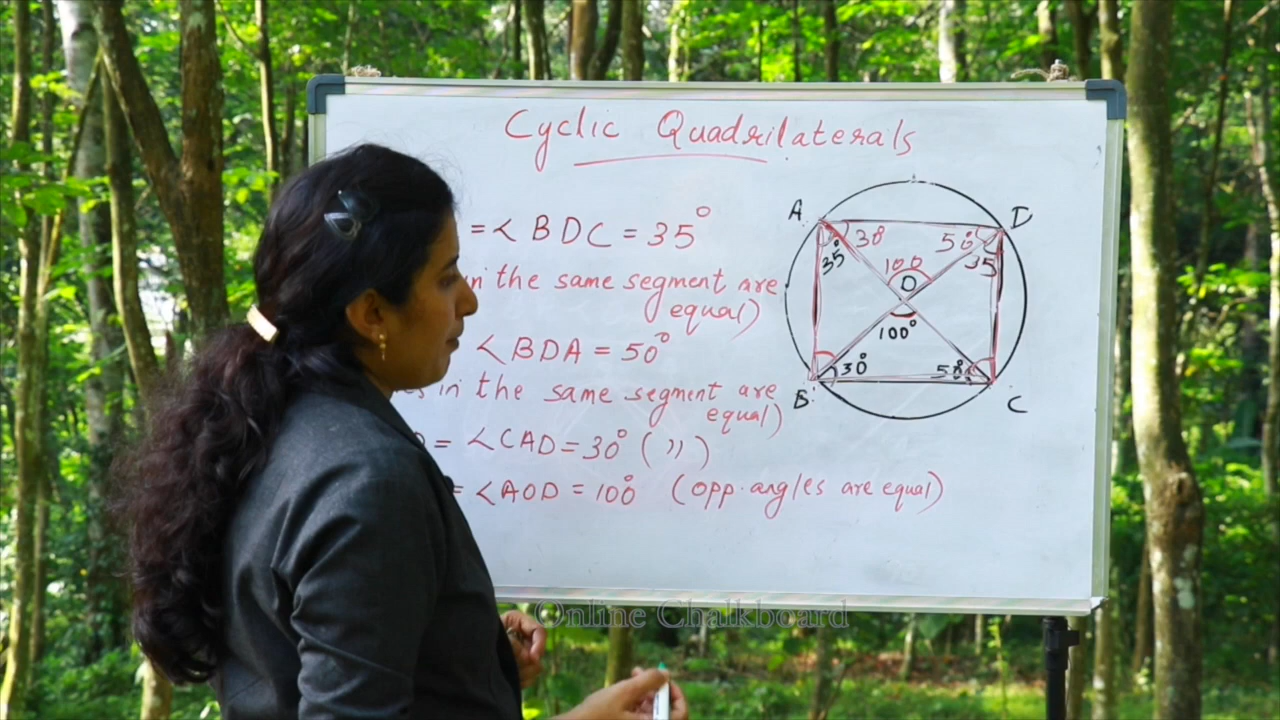 Cyclic Quadrilaterals
= ∠BDC = 35°
in the same segment are
equal)
∠BDA = 50°
in the same segment are
equal)
= ∠CAD = 30° ( ,, )
= ∠AOD = 100° (opp. angles are equal)
A D
30° 50°
35° 35
100
O
100°
30° 50°
B C
Online Chalkboard